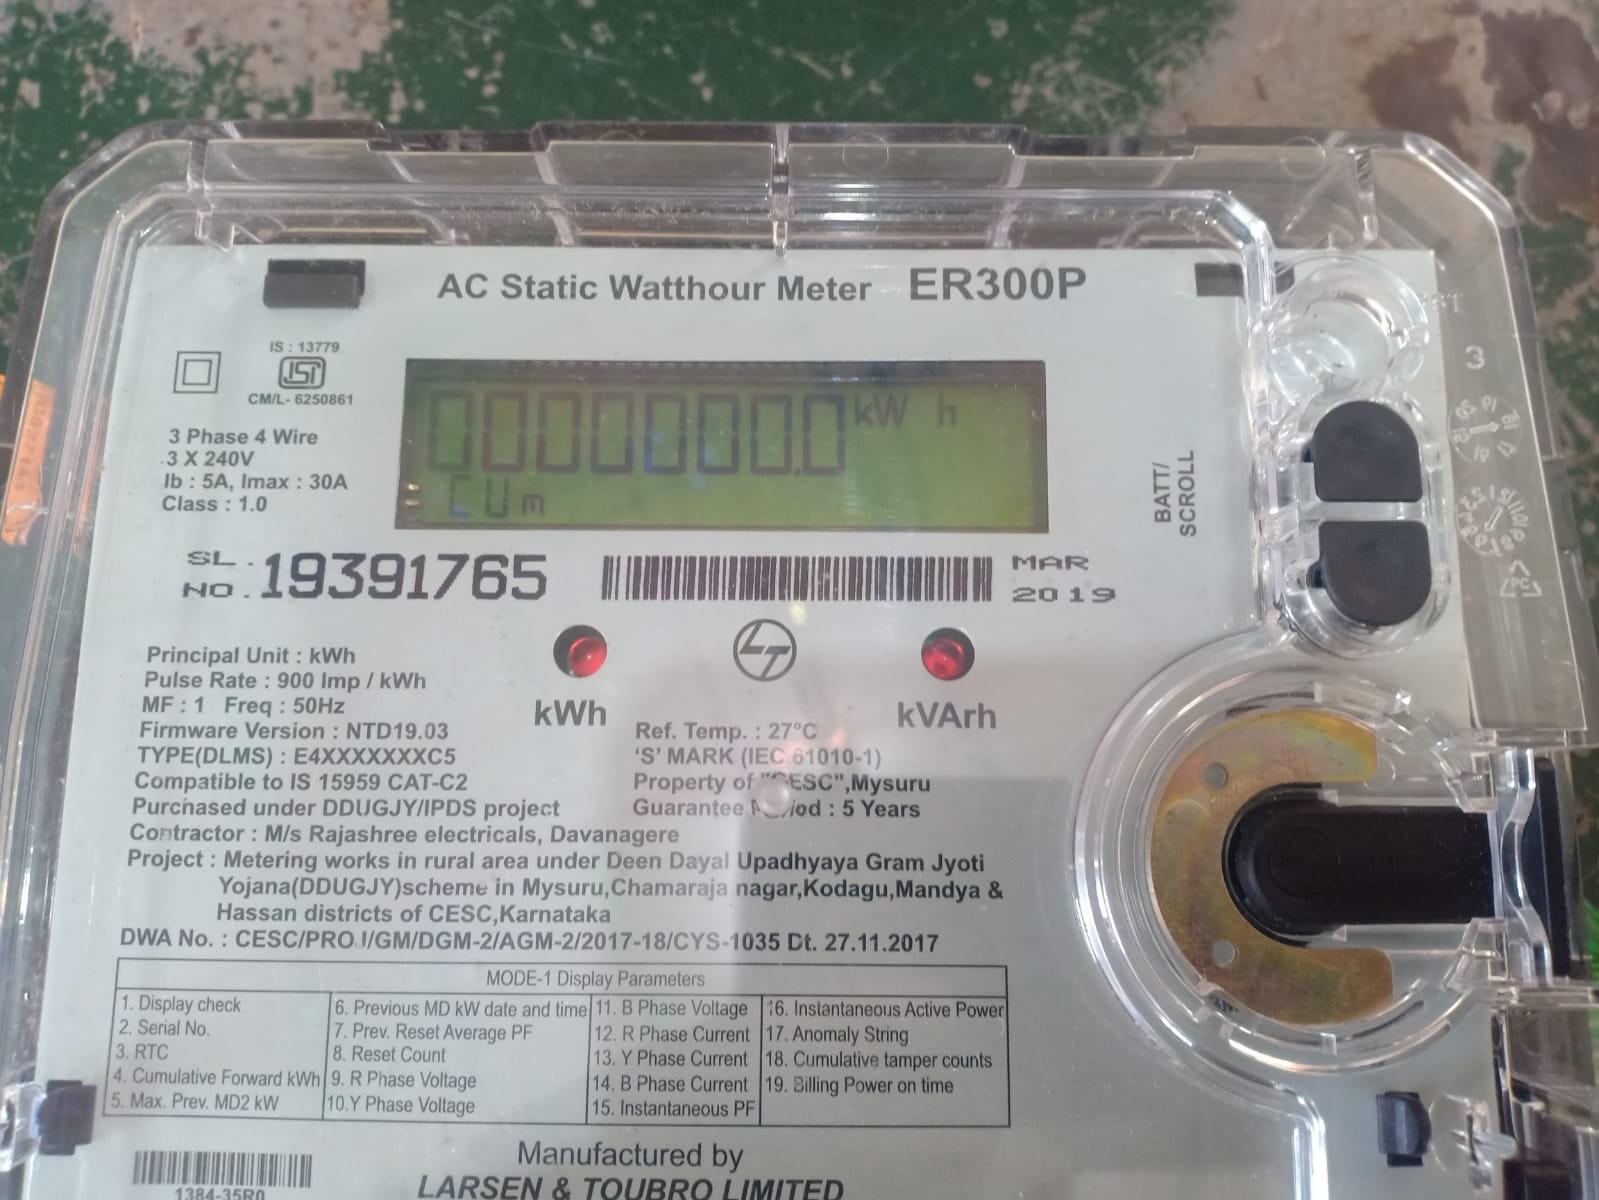 AC Static Watthour Meter ER300P
IS : 13779
CM/L- 6250861
3 Phase 4 Wire
3 X 240V
Ib : 5A, Imax : 30A
Class : 1.0
0000000.0 kW h
CUm
BATT/
SCROLL
SL. NO. 19391765
MAR
2019
kWh
LT
kVArh
Principal Unit : kWh
Pulse Rate : 900 Imp / kWh
MF : 1 Freq : 50Hz
Firmware Version : NTD19.03
TYPE(DLMS) : E4XXXXXXXC5
Compatible to IS 15959 CAT-C2
Purchased under DDUGJY/IPDS project
Ref. Temp. : 27°C
'S' MARK (IEC 61010-1)
Property of "CESC",Mysuru
Guarantee Period : 5 Years
Contractor : M/s Rajashree electricals, Davanagere
Project : Metering works in rural area under Deen Dayal Upadhyaya Gram Jyoti
Yojana(DDUGJY)scheme in Mysuru,Chamaraja nagar,Kodagu,Mandya &
Hassan districts of CESC,Karnataka
DWA No. : CESC/PROJ/GM/DGM-2/AGM-2/2017-18/CYS-1035 Dt. 27.11.2017
MODE-1 Display Parameters
1. Display check
2. Serial No.
3. RTC
4. Cumulative Forward kWh
5. Max. Prev. MD2 kW
6. Previous MD kW date and time
7. Prev. Reset Average PF
8. Reset Count
9. R Phase Voltage
10.Y Phase Voltage
11. B Phase Voltage
12. R Phase Current
13. Y Phase Current
14. B Phase Current
15. Instantaneous PF
16. Instantaneous Active Power
17. Anomaly String
18. Cumulative tamper counts
19. Billing Power on time
Manufactured by
LARSEN & TOUBRO LIMITED
1384-35R0
3
PC